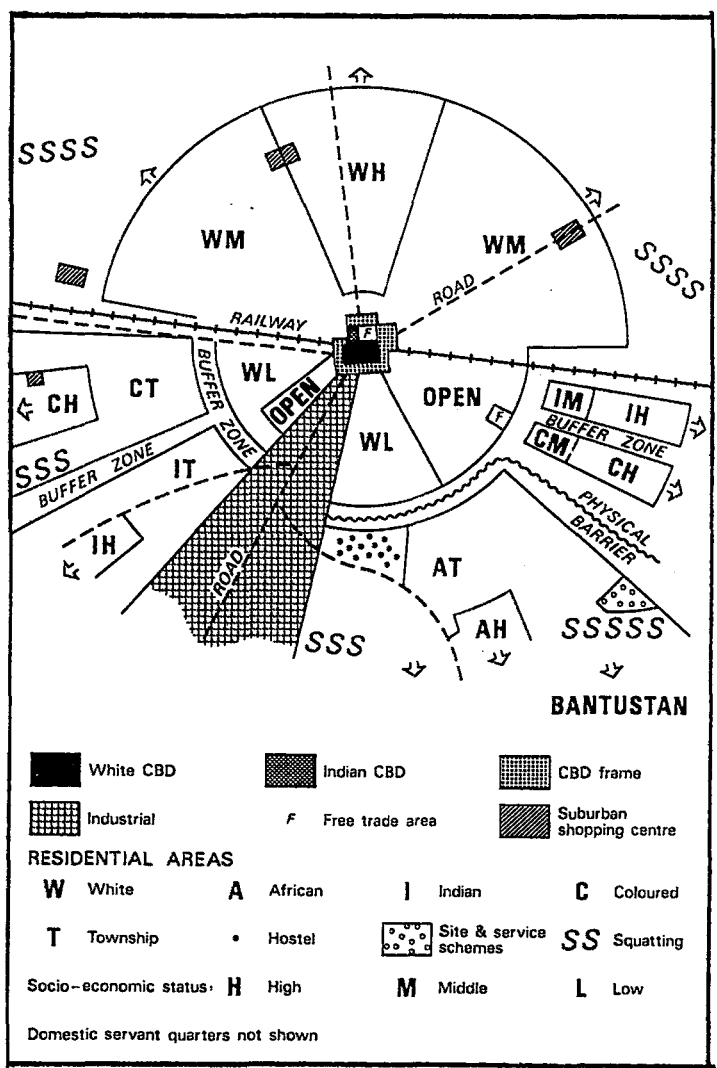 SSSS
WH
WM
WM
ROAD
SSSS
RAILWAY
F
WL
OPEN
OPEN
F
WL
BUFFER ZONE
CT
CH
SSS
BUFFER ZONE
IT
IH
ROAD
IM
IH
BUFFER ZONE
CM
CH
PHYSICAL
BARRIER
AT
AH
SSS
SSSSS
BANTUSTAN
White CBD
Indian CBD
CBD frame
Industrial
F Free trade area
Suburban
shopping centre
RESIDENTIAL AREAS
W White
A African
I Indian
C Coloured
T Township
Hostel
Site & service
schemes
SS Squatting
Socio-economic status: H High
M Middle
L Low
Domestic servant quarters not shown